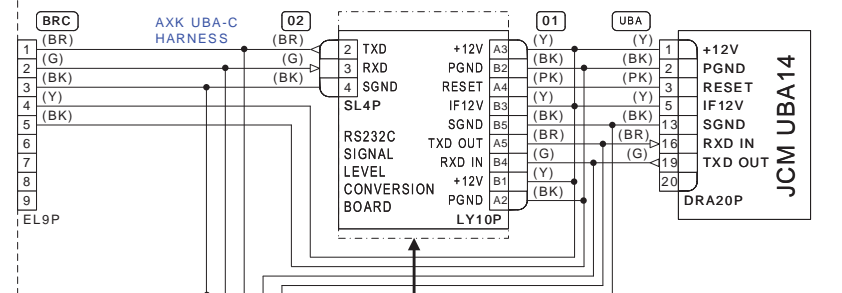 BRC
AXK UBA-C
HARNESS
02
01
UBA
1 (BR)
2 (G)
3 (BK)
4 (Y)
5 (BK)
6
7
8
9
EL9P
(BR) 2 TXD
(G) 3 RXD
(BK) 4 SGND
SL4P
RS232C
SIGNAL
LEVEL
CONVERSION
BOARD
+12V A3 (Y)
PGND B2 (BK)
RESET A4 (PK)
IF12V B3 (Y)
SGND B5 (BK)
TXD OUT A5 (BR)
RXD IN B4 (G)
+12V B1 (Y)
PGND A2 (BK)
LY10P
(Y) 1 +12V
(BK) 2 PGND
(PK) 3 RESET
(Y) 5 IF12V
(BK) 13 SGND
(BR) 16 RXD IN
(G) 19 TXD OUT
20
DRA20P
JCM UBA14